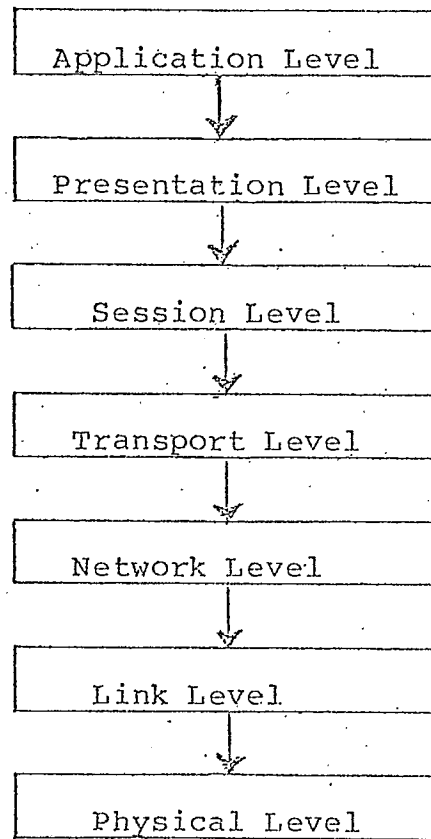 Application Level
Presentation Level
Session Level
Transport Level
Network Level
Link Level
Physical Level